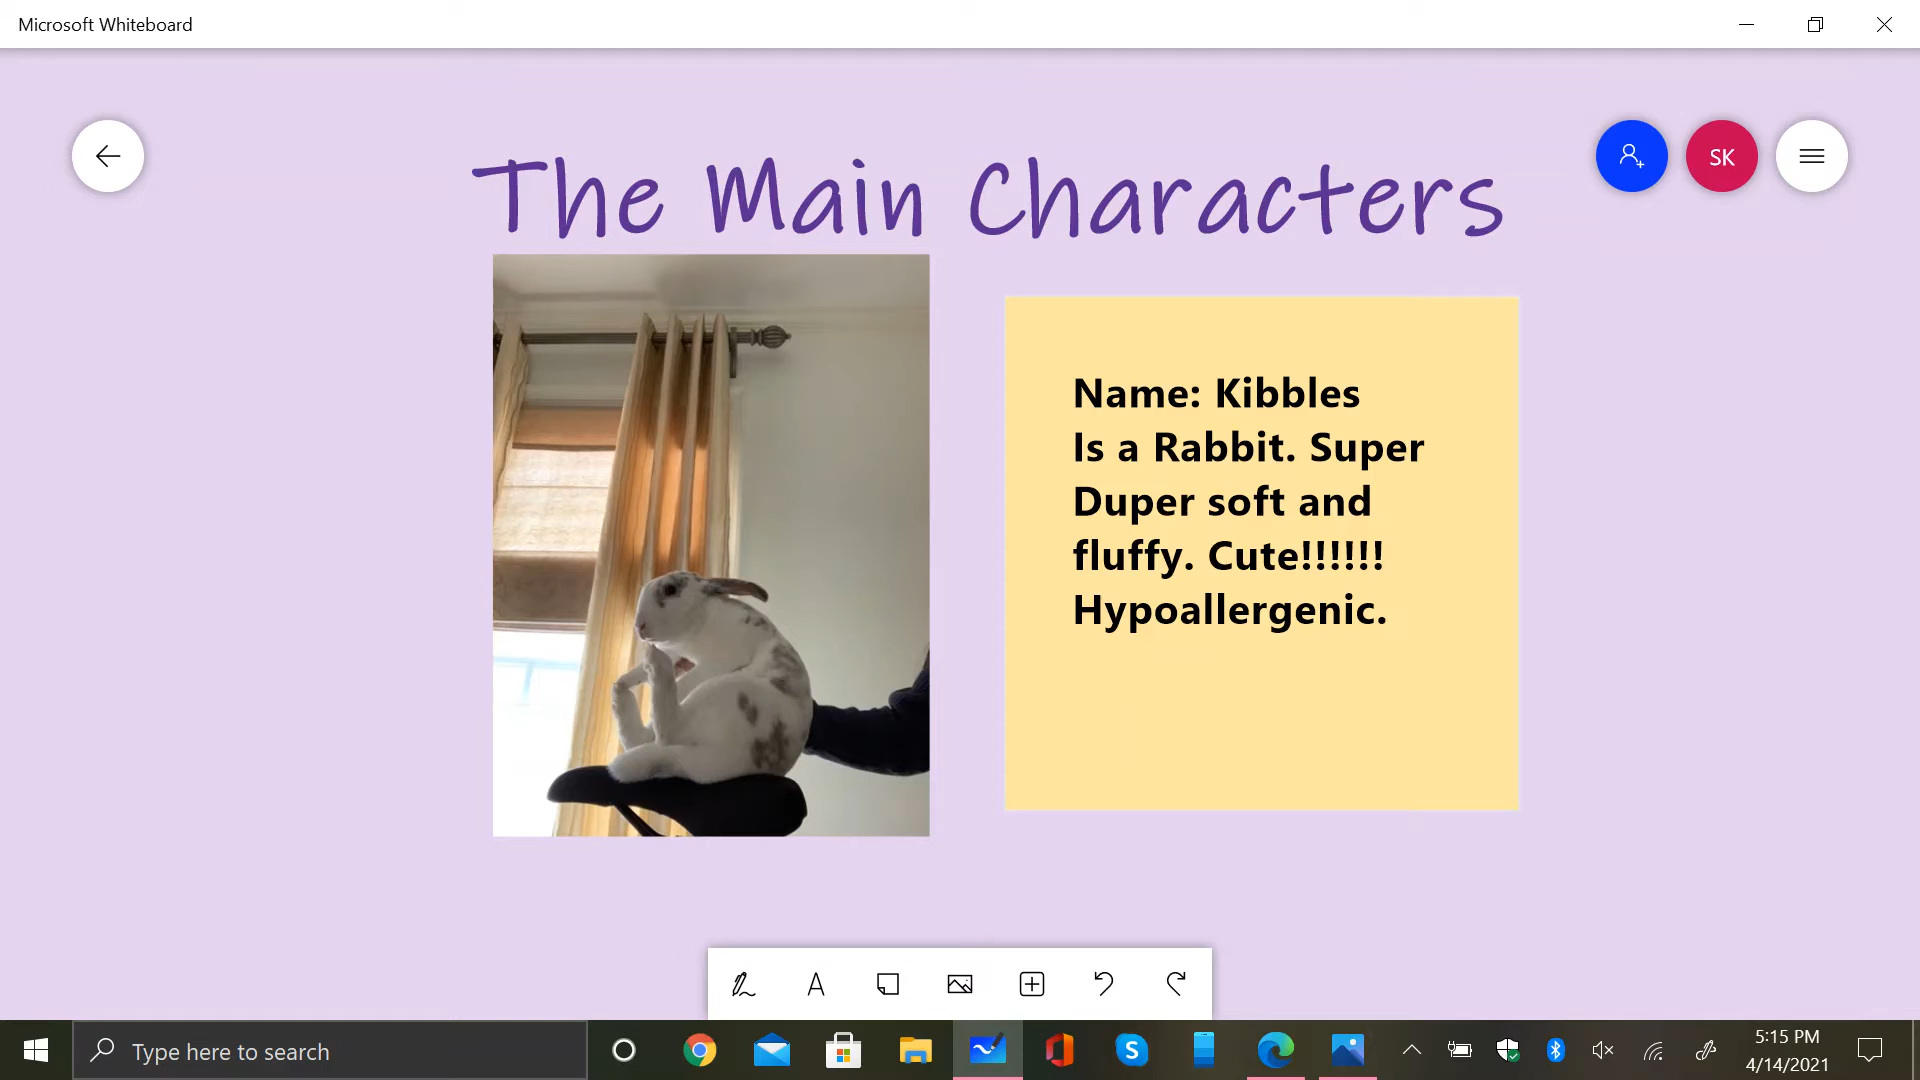 Microsoft Whiteboard
SK
The Main Characters
Name: Kibbles
Is a Rabbit. Super
Duper soft and
fluffy. Cute!!!!!!
Hypoallergenic.
A
Type here to search
S
5:15 PM
4/14/2021